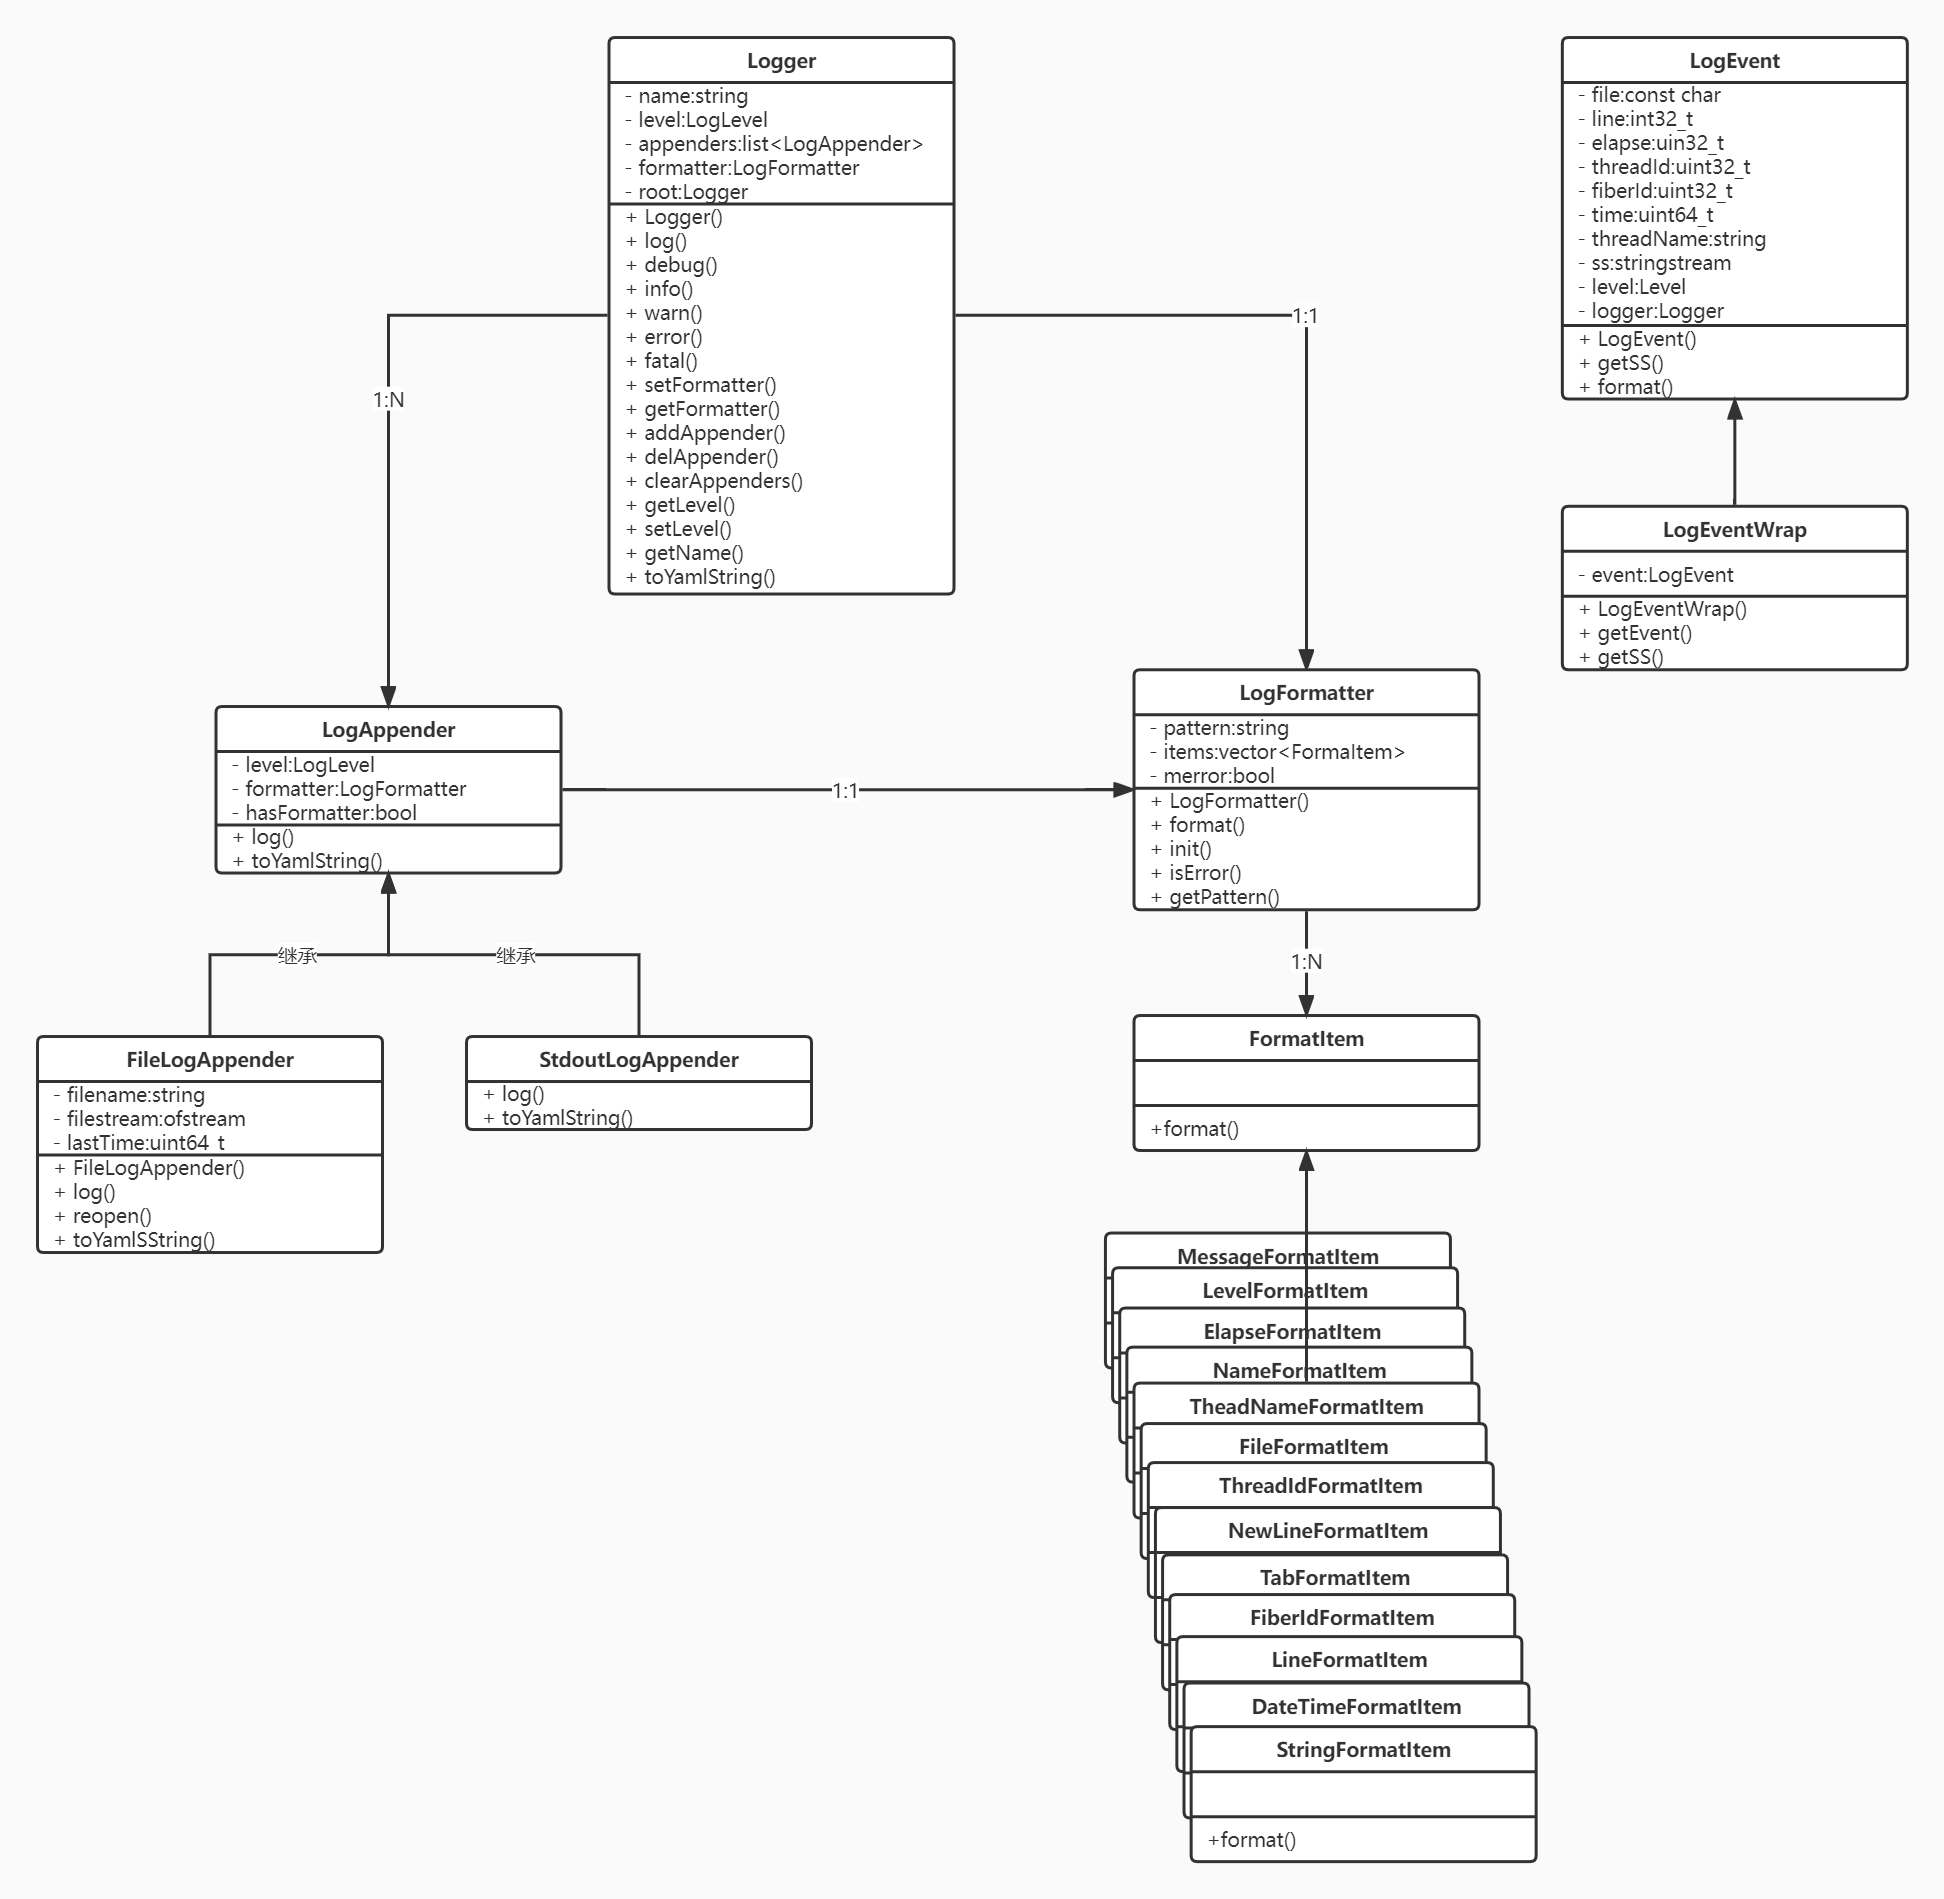 Logger
- name:string
- level:LogLevel
- appenders:list<LogAppender>
- formatter:LogFormatter
- root:Logger
+ Logger()
+ log()
+ debug()
+ info()
+ warn()
+ error()
+ fatal()
+ setFormatter()
+ getFormatter()
+ addAppender()
+ delAppender()
+ clearAppenders()
+ getLevel()
+ setLevel()
+ getName()
+ toYamlString()
LogEvent
- file:const char
- line:int32_t
- elapse:uin32_t
- threadId:uint32_t
- fiberId:uint32_t
- time:uint64_t
- threadName:string
- ss:stringstream
- level:Level
- logger:Logger
+ LogEvent()
+ getSS()
+ format()
1:N
1:1
LogEventWrap
- event:LogEvent
+ LogEventWrap()
+ getEvent()
+ getSS()
LogAppender
- level:LogLevel
- formatter:LogFormatter
- hasFormatter:bool
+ log()
+ toYamlString()
1:1
LogFormatter
- pattern:string
- items:vector<FormaItem>
- merror:bool
+ LogFormatter()
+ format()
+ init()
+ isError()
+ getPattern()
继承
继承
1:N
FileLogAppender
- filename:string
- filestream:ofstream
- lastTime:uint64_t
+ FileLogAppender()
+ log()
+ reopen()
+ toYamlSString()
StdoutLogAppender
+ log()
+ toYamlString()
FormatItem
+format()
MessageFormatItem
LevelFormatItem
ElapseFormatItem
NameFormatItem
TheadNameFormatItem
FileFormatItem
ThreadIdFormatItem
NewLineFormatItem
TabFormatItem
FiberIdFormatItem
LineFormatItem
DateTimeFormatItem
StringFormatItem
+format()